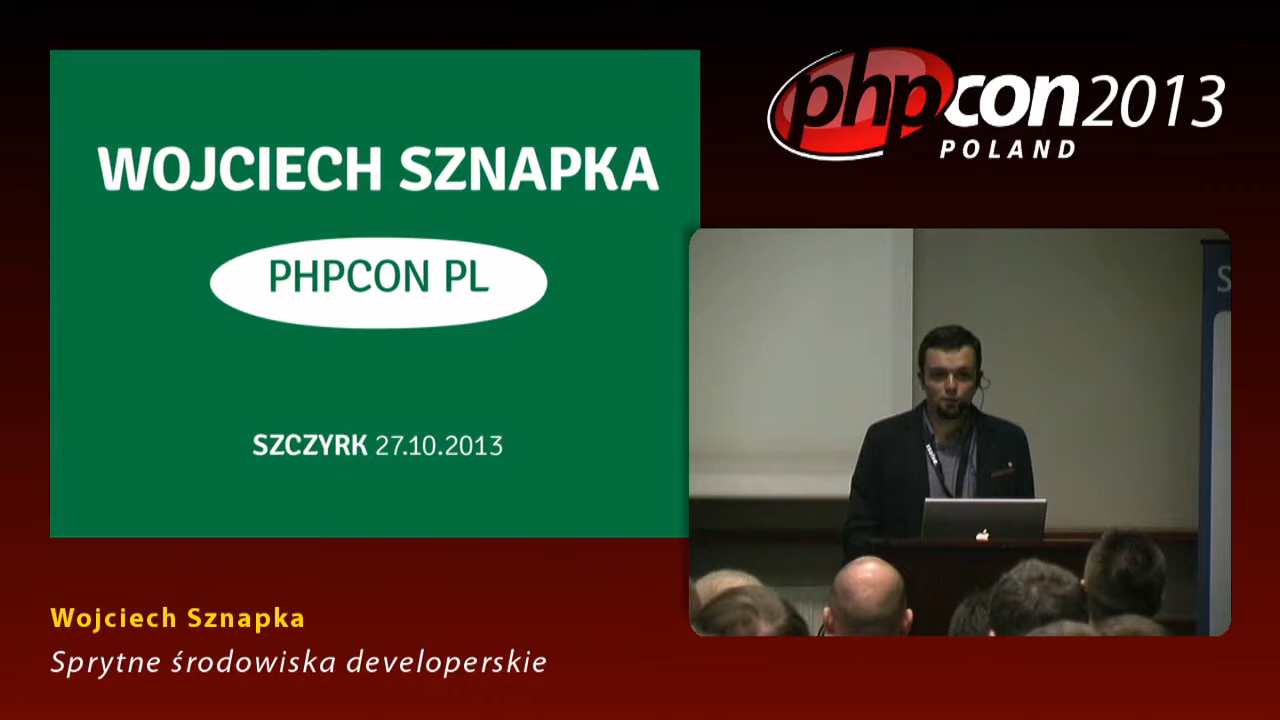 WOJCIECH SZNAPKA
PHPCON PL
SZCZYRK 27.10.2013
phpcon2013
POLAND
S
Wojciech Sznapka
Sprytne środowiska developerskie